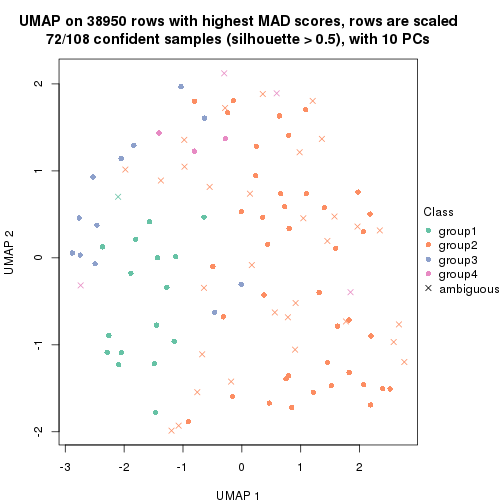 UMAP on 38950 rows with highest MAD scores, rows are scaled
72/108 confident samples (silhouette > 0.5), with 10 PCs
2
1
0
-1
-2
UMAP 2
-3
-2
-1
0
1
2
UMAP 1
Class
group1
group2
group3
group4
ambiguous